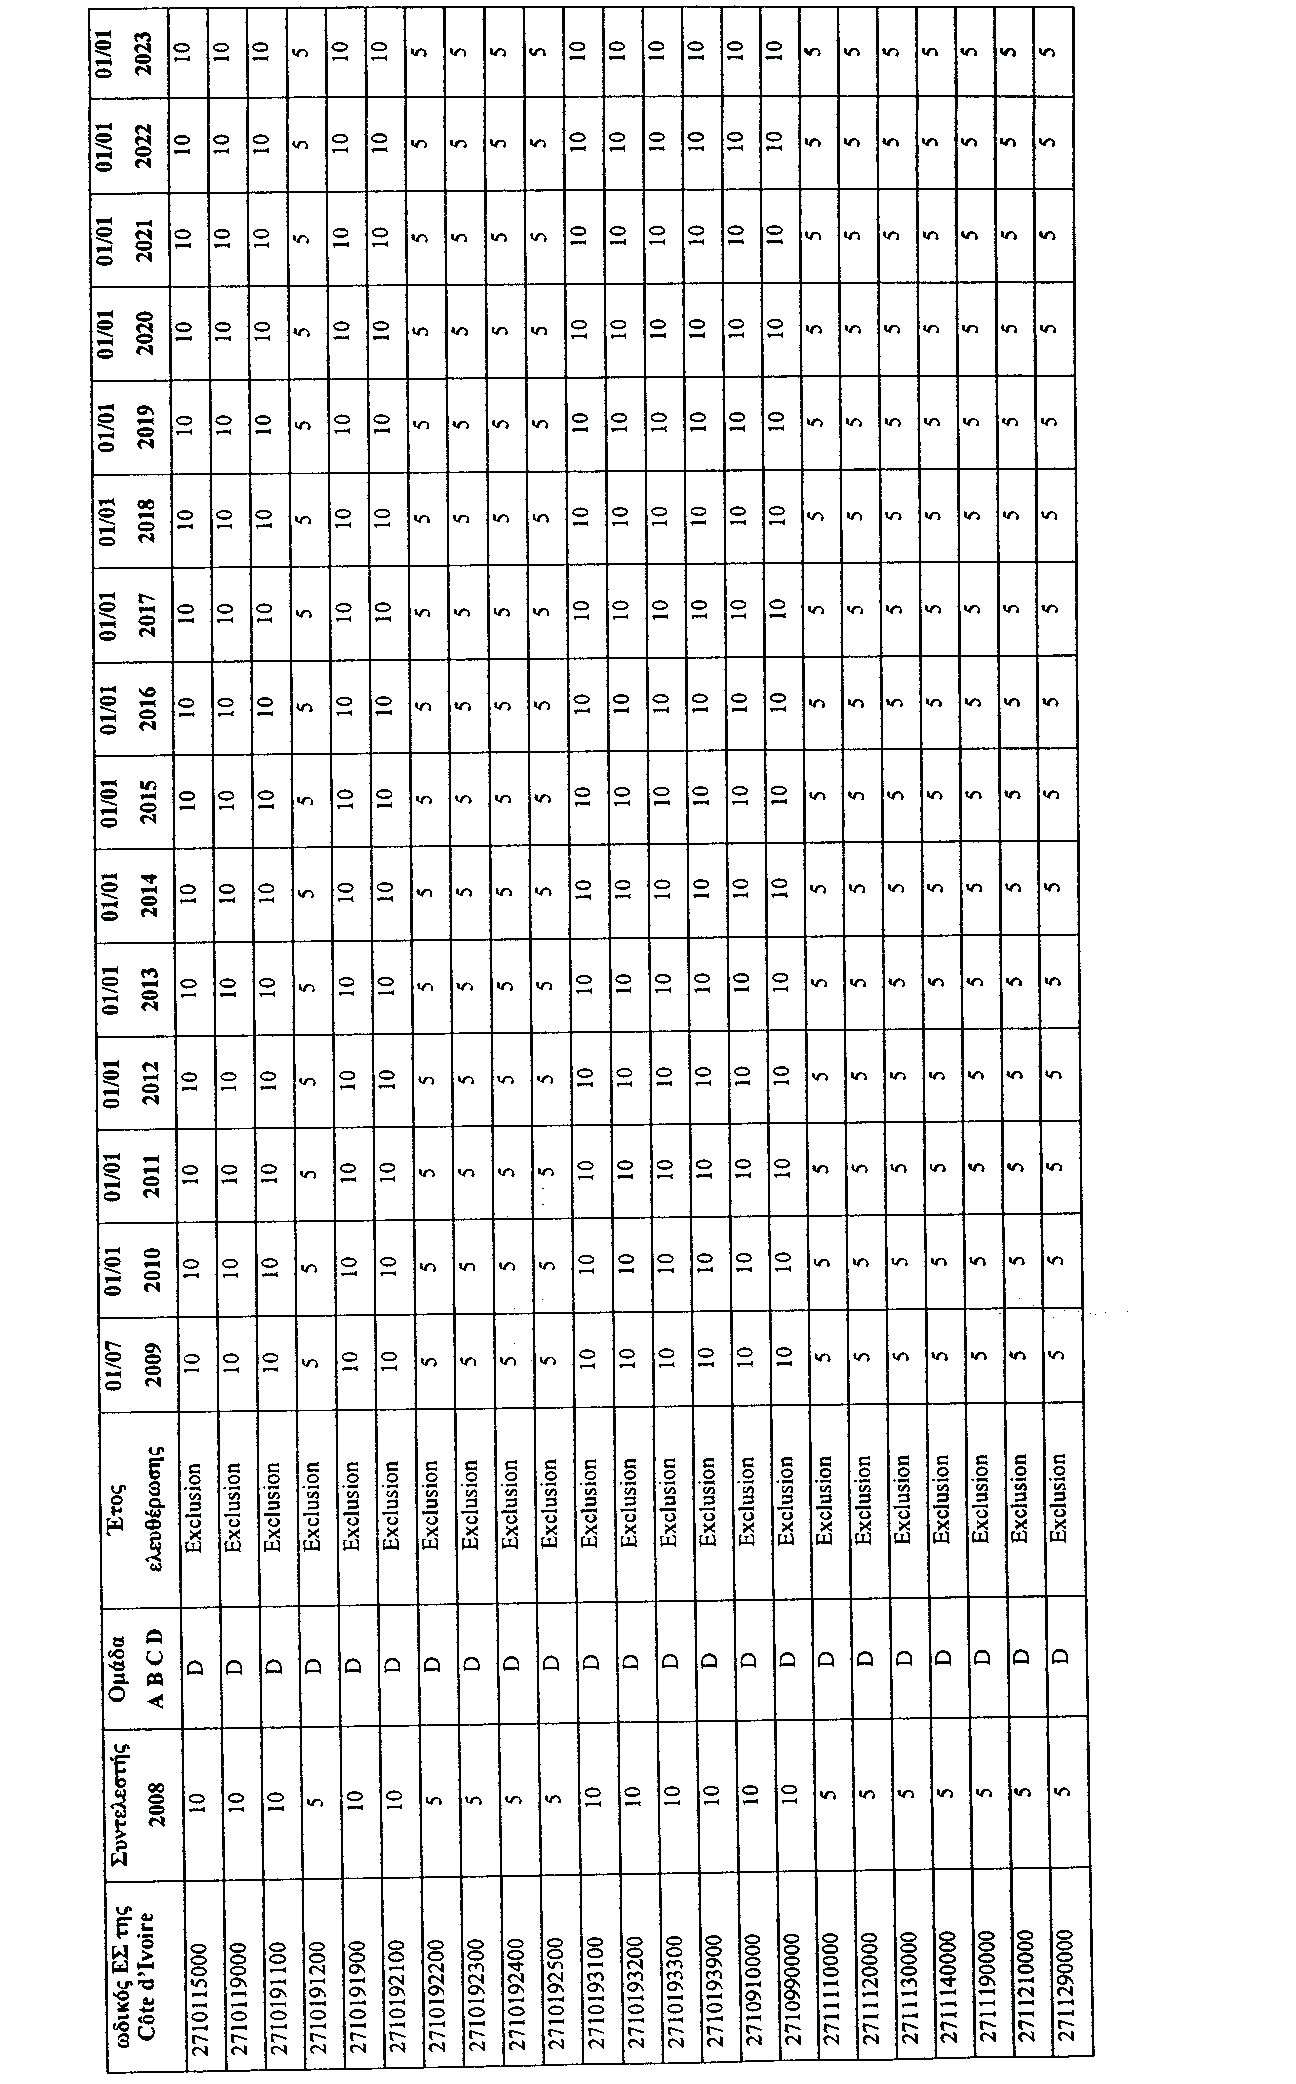 ωδικός ΕΣ της Côte d'Ivoire Συντελεστής 2008 Ομάδα A B C D Έτος ελευθέρωσης 01/07 2009 01/01 2010 01/01 2011 01/01 2012 01/01 2013 01/01 2014 01/01 2015 01/01 2016 01/01 2017 01/01 2018 01/01 2019 01/01 2020 01/01 2021 01/01 2022 01/01 2023
2710115000 10 D Exclusion 10 10 10 10 10 10 10 10 10 10 10 10 10 10 10
2710119000 10 D Exclusion 10 10 10 10 10 10 10 10 10 10 10 10 10 10 10
2710191100 10 D Exclusion 10 10 10 10 10 10 10 10 10 10 10 10 10 10 10
2710191200 5 D Exclusion 5 5 5 5 5 5 5 5 5 5 5 5 5 5 5
2710191900 10 D Exclusion 10 10 10 10 10 10 10 10 10 10 10 10 10 10 10
2710192100 10 D Exclusion 10 10 10 10 10 10 10 10 10 10 10 10 10 10 10
2710192200 5 D Exclusion 5 5 5 5 5 5 5 5 5 5 5 5 5 5 5
2710192300 5 D Exclusion 5 5 5 5 5 5 5 5 5 5 5 5 5 5 5
2710192400 5 D Exclusion 5 5 5 5 5 5 5 5 5 5 5 5 5 5 5
2710192500 5 D Exclusion 5 5 5 5 5 5 5 5 5 5 5 5 5 5 5
2710193100 10 D Exclusion 10 10 10 10 10 10 10 10 10 10 10 10 10 10 10
2710193200 10 D Exclusion 10 10 10 10 10 10 10 10 10 10 10 10 10 10 10
2710193300 10 D Exclusion 10 10 10 10 10 10 10 10 10 10 10 10 10 10 10
2710193900 10 D Exclusion 10 10 10 10 10 10 10 10 10 10 10 10 10 10 10
2710910000 10 D Exclusion 10 10 10 10 10 10 10 10 10 10 10 10 10 10 10
2710990000 10 D Exclusion 10 10 10 10 10 10 10 10 10 10 10 10 10 10 10
2711110000 5 D Exclusion 5 5 5 5 5 5 5 5 5 5 5 5 5 5 5
2711120000 5 D Exclusion 5 5 5 5 5 5 5 5 5 5 5 5 5 5 5
2711130000 5 D Exclusion 5 5 5 5 5 5 5 5 5 5 5 5 5 5 5
2711140000 5 D Exclusion 5 5 5 5 5 5 5 5 5 5 5 5 5 5 5
2711190000 5 D Exclusion 5 5 5 5 5 5 5 5 5 5 5 5 5 5 5
2711210000 5 D Exclusion 5 5 5 5 5 5 5 5 5 5 5 5 5 5 5
2711290000 5 D Exclusion 5 5 5 5 5 5 5 5 5 5 5 5 5 5 5